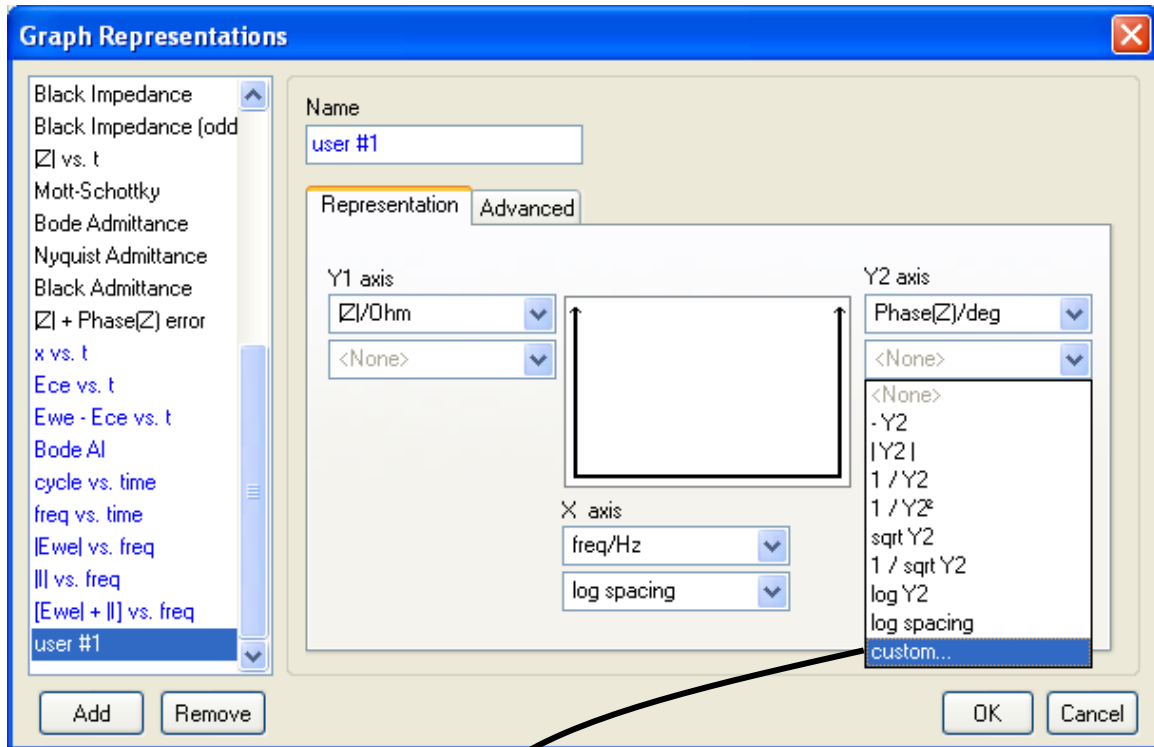 Graph Representations
Black Impedance
Black Impedance (odd
|Z| vs. t
Mott-Schottky
Bode Admittance
Nyquist Admittance
Black Admittance
|Z| + Phase(Z) error
x vs. t
Ece vs. t
Ewe - Ece vs. t
Bode AI
cycle vs. time
freq vs. time
|Ewe| vs. freq
|I| vs. freq
[Ewe| + |I] vs. freq
user #1
Add
Remove
Name
user #1
Representation
Advanced
Y1 axis
|Z|/Ohm
<None>
X axis
freq/Hz
log spacing
Y2 axis
Phase(Z)/deg
<None>
<None>
- Y2
| Y2 |
1 / Y2
1 / Y2²
sqrt Y2
1 / sqrt Y2
log Y2
log spacing
custom...
OK
Cancel